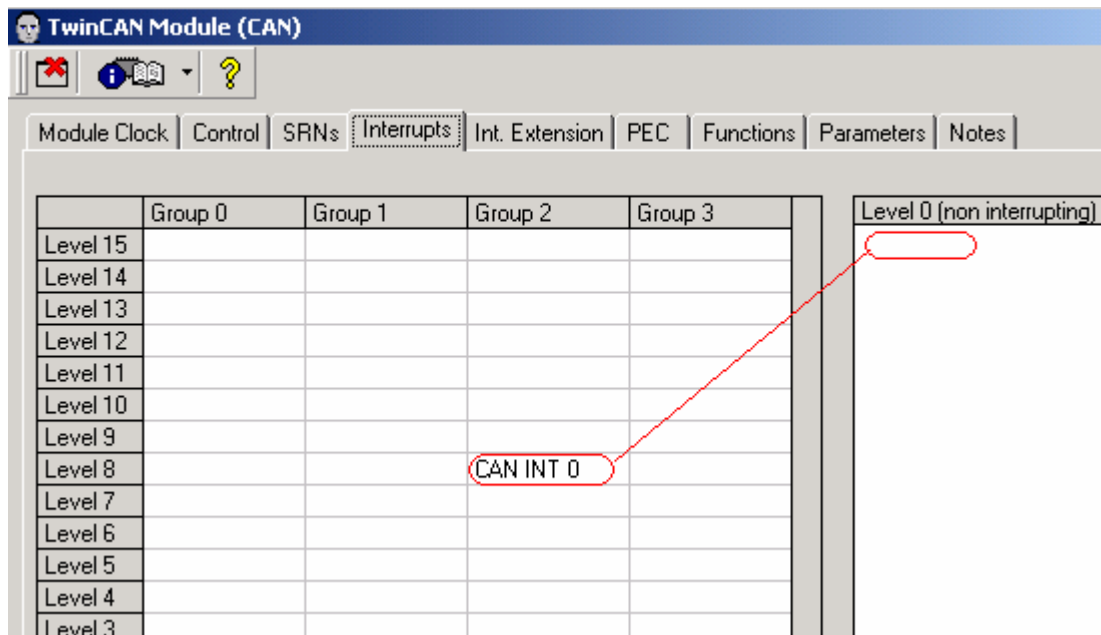 TwinCAN Module (CAN)
Module Clock Control SRNs Interrupts Int. Extension PEC Functions Parameters Notes
Group 0 Group 1 Group 2 Group 3 Level 0 (non interrupting)
Level 15
Level 14
Level 13
Level 12
Level 11
Level 10
Level 9
Level 8 CAN INT 0
Level 7
Level 6
Level 5
Level 4
Level 3